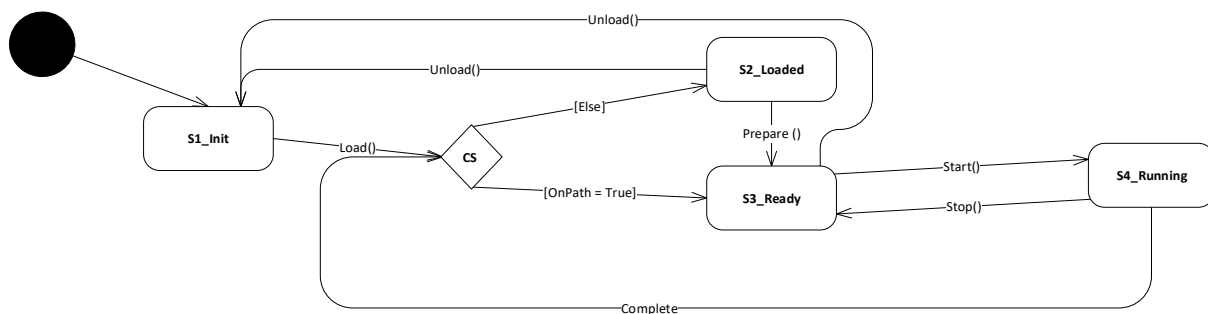 Unload()
S2_Loaded
Unload()
[Else]
S1_Init
Prepare ()
Load()
CS
Start()
S4_Running
[OnPath = True]
S3_Ready
Stop()
Complete